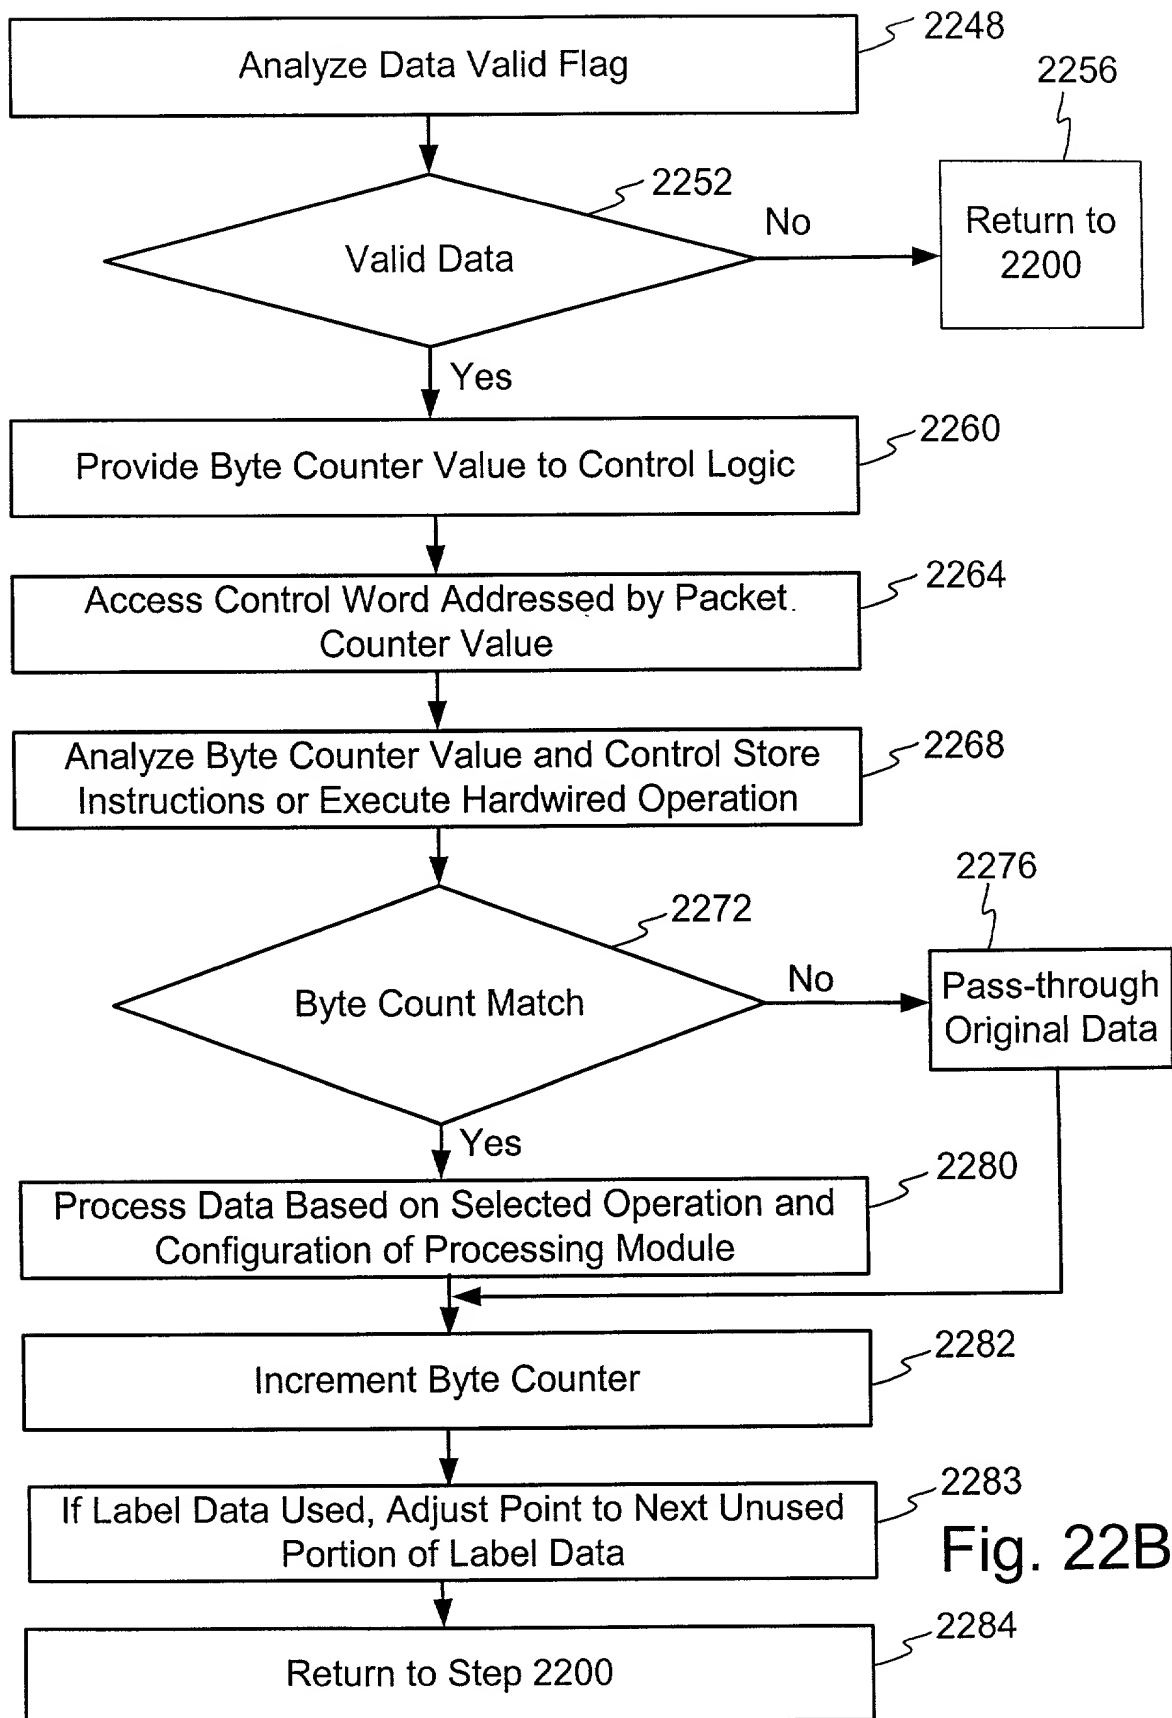 2248
Analyze Data Valid Flag
2256
2252
No
Return to
2200
Valid Data
Yes
2260
Provide Byte Counter Value to Control Logic
2264
Access Control Word Addressed by Packet.
Counter Value
2268
Analyze Byte Counter Value and Control Store
Instructions or Execute Hardwired Operation
2276
2272
No
Pass-through
Original Data
Byte Count Match
Yes
2280
Process Data Based on Selected Operation and
Configuration of Processing Module
2282
Increment Byte Counter
2283
If Label Data Used, Adjust Point to Next Unused
Portion of Label Data
Fig. 22B
2284
Return to Step 2200